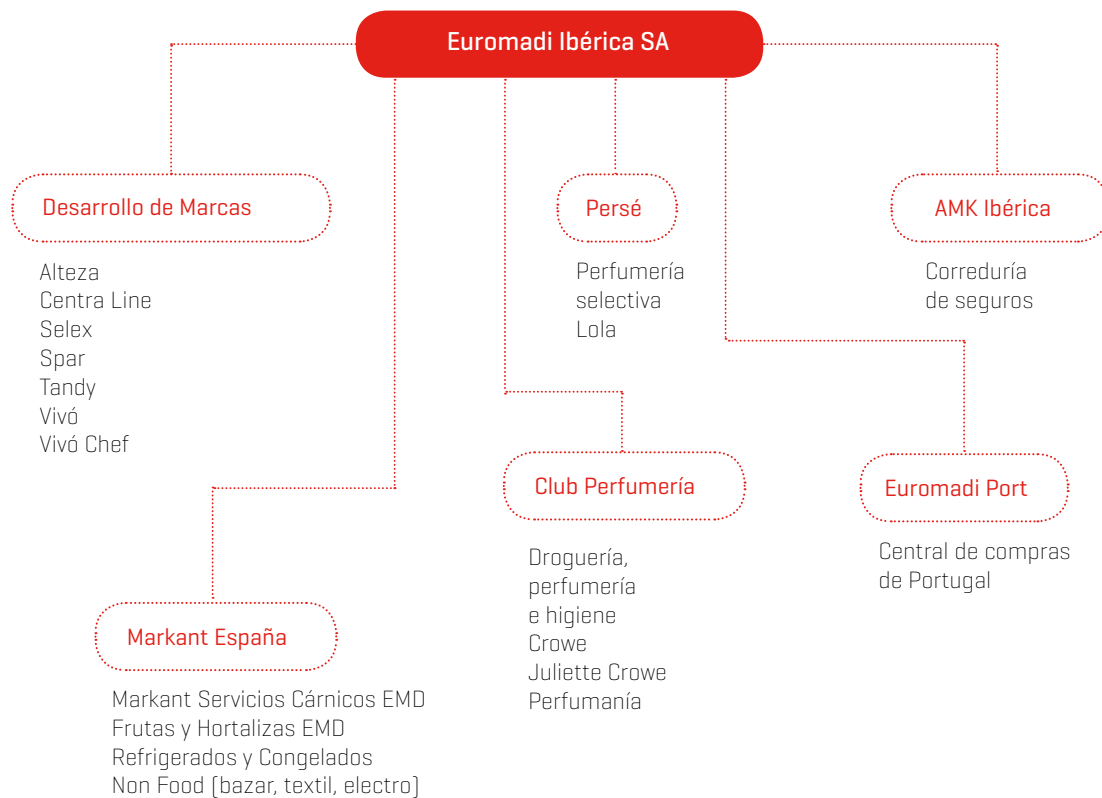 Euromadi Ibérica SA
Desarrollo de Marcas
Alteza
Centra Line
Selex
Spar
Tandy
Vivó
Vivó Chef
Persé
Perfumería
selectiva
Lola
AMK Ibérica
Correduría
de seguros
Markant España
Markant Servicios Cárnicos EMD
Frutas y Hortalizas EMD
Refrigerados y Congelados
Non Food (bazar, textil, electro)
Club Perfumería
Droguería,
perfumería
e higiene
Crowe
Juliette Crowe
Perfumanía
Euromadi Port
Central de compras
de Portugal